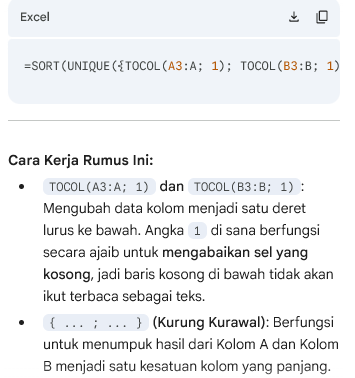 Excel
=SORT(UNIQUE({TOCOL(A3:A; 1); TOCOL(B3:B; 1)
Cara Kerja Rumus Ini:
• TOCOL(A3:A; 1) dan TOCOL(B3:B; 1) :
Mengubah data kolom menjadi satu deret
lurus ke bawah. Angka 1 di sana berfungsi
secara ajaib untuk mengabaikan sel yang
kosong, jadi baris kosong di bawah tidak akan
ikut terbaca sebagai teks.
• { ... ; ... } (Kurung Kurawal): Berfungsi
untuk menumpuk hasil dari Kolom A dan Kolom
B menjadi satu kesatuan kolom yang panjang.